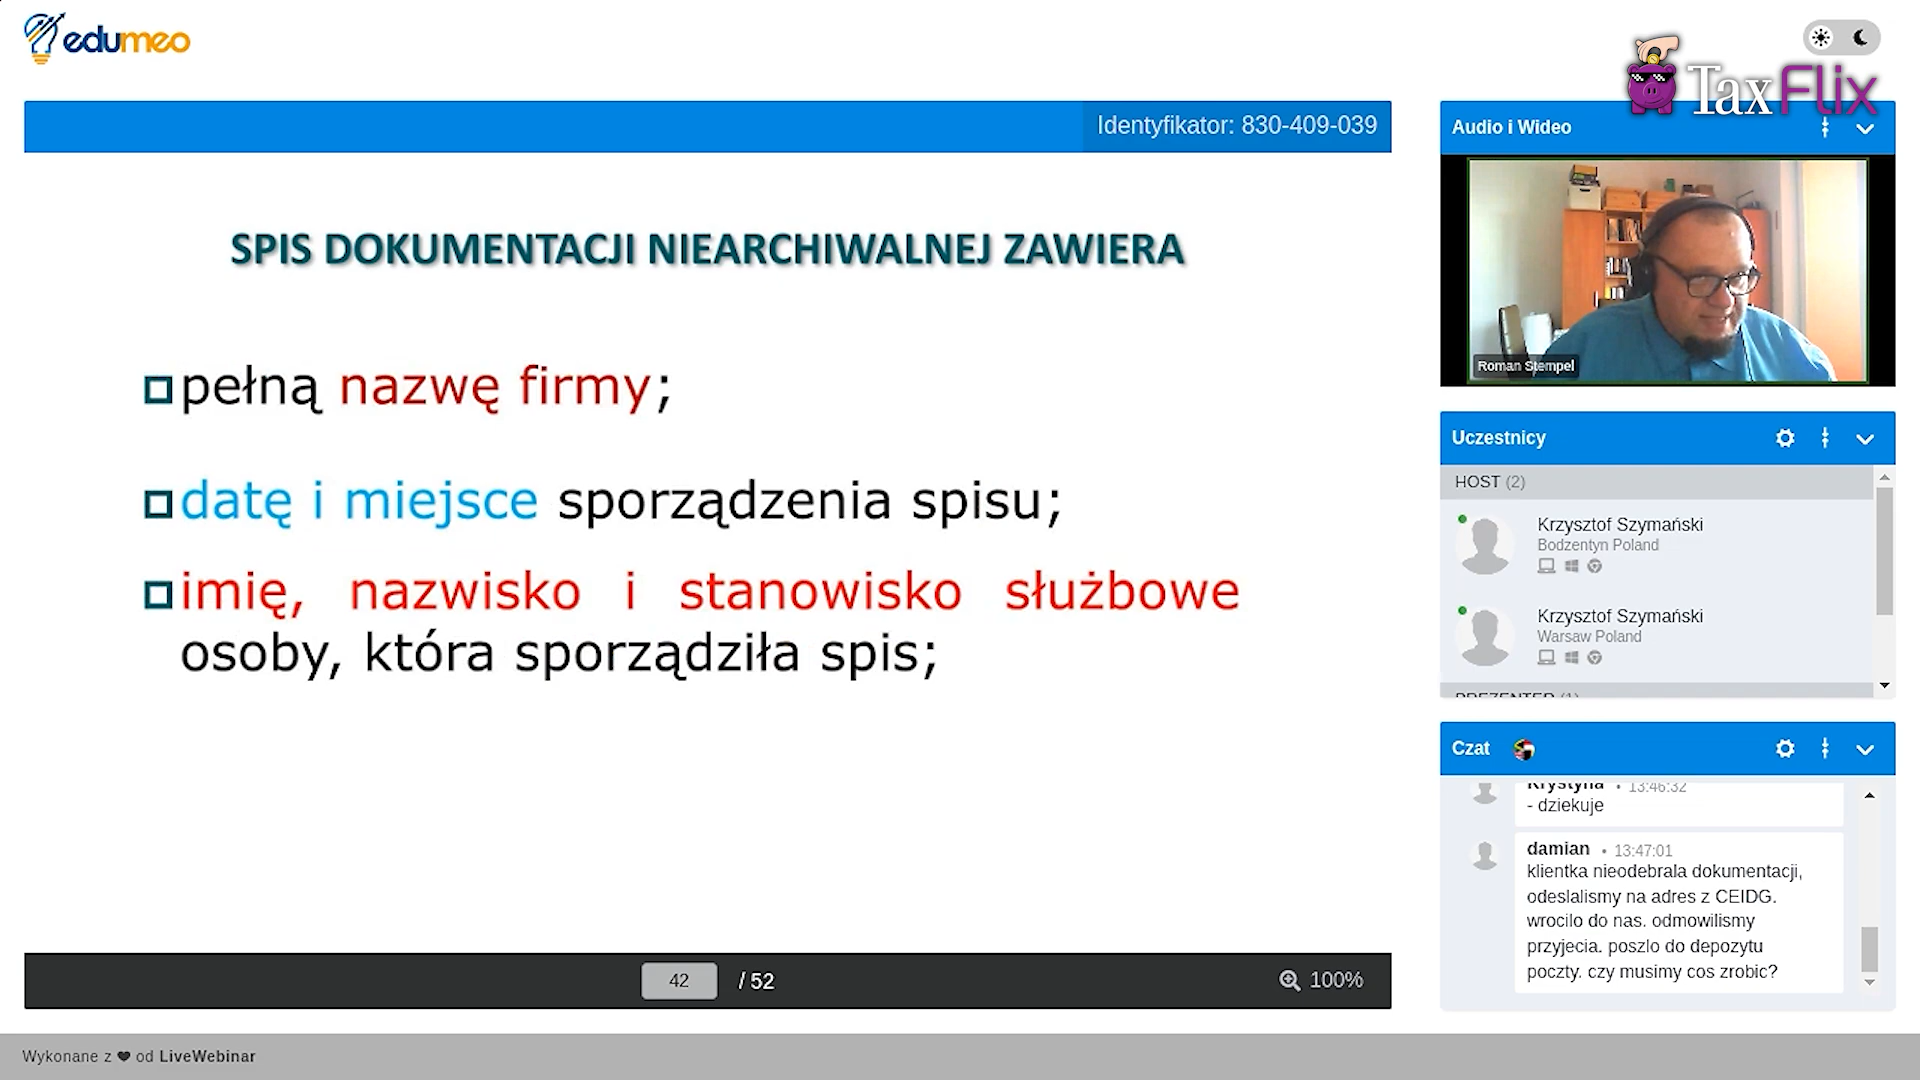 edumeo
TaxFlix
Identyfikator: 830-409-039
SPIS DOKUMENTACJI NIEARCHIWALNEJ ZAWIERA
pełną nazwę firmy;
datę i miejsce sporządzenia spisu;
imię, nazwisko i stanowisko służbowe
osoby, która sporządziła spis;
42 / 52
100%
Audio i Wideo
Roman Stempel
Uczestnicy
HOST (2)
Krzysztof Szymański
Bodzentyn Poland
Krzysztof Szymański
Warsaw Poland
PREZENTER (1)
Czat
Krystyna • 13:46:32
- dziekuje
damian • 13:47:01
klientka nieodebrala dokumentacji,
odeslalismy na adres z CEIDG.
wrocilo do nas. odmowilismy
przyjecia. poszlo do depozytu
poczty. czy musimy cos zrobic?
Wykonane z ❤ od LiveWebinar